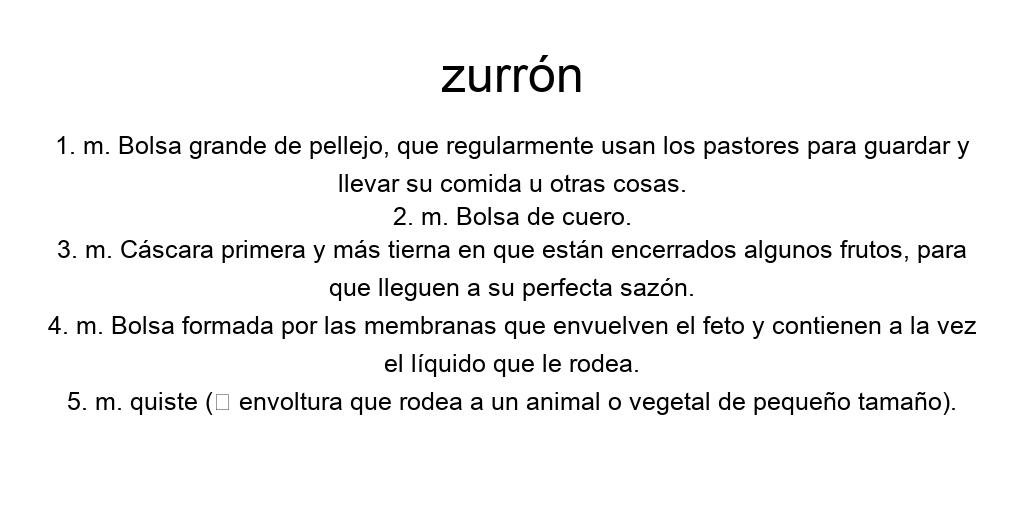 zurrón
1. m. Bolsa grande de pellejo, que regularmente usan los pastores para guardar y
llevar su comida u otras cosas.
2. m. Bolsa de cuero.
3. m. Cáscara primera y más tierna en que están encerrados algunos frutos, para
que lleguen a su perfecta sazón.
4. m. Bolsa formada por las membranas que envuelven el feto y contienen a la vez
el líquido que le rodea.
5. m. quiste (□ envoltura que rodea a un animal o vegetal de pequeño tamaño).